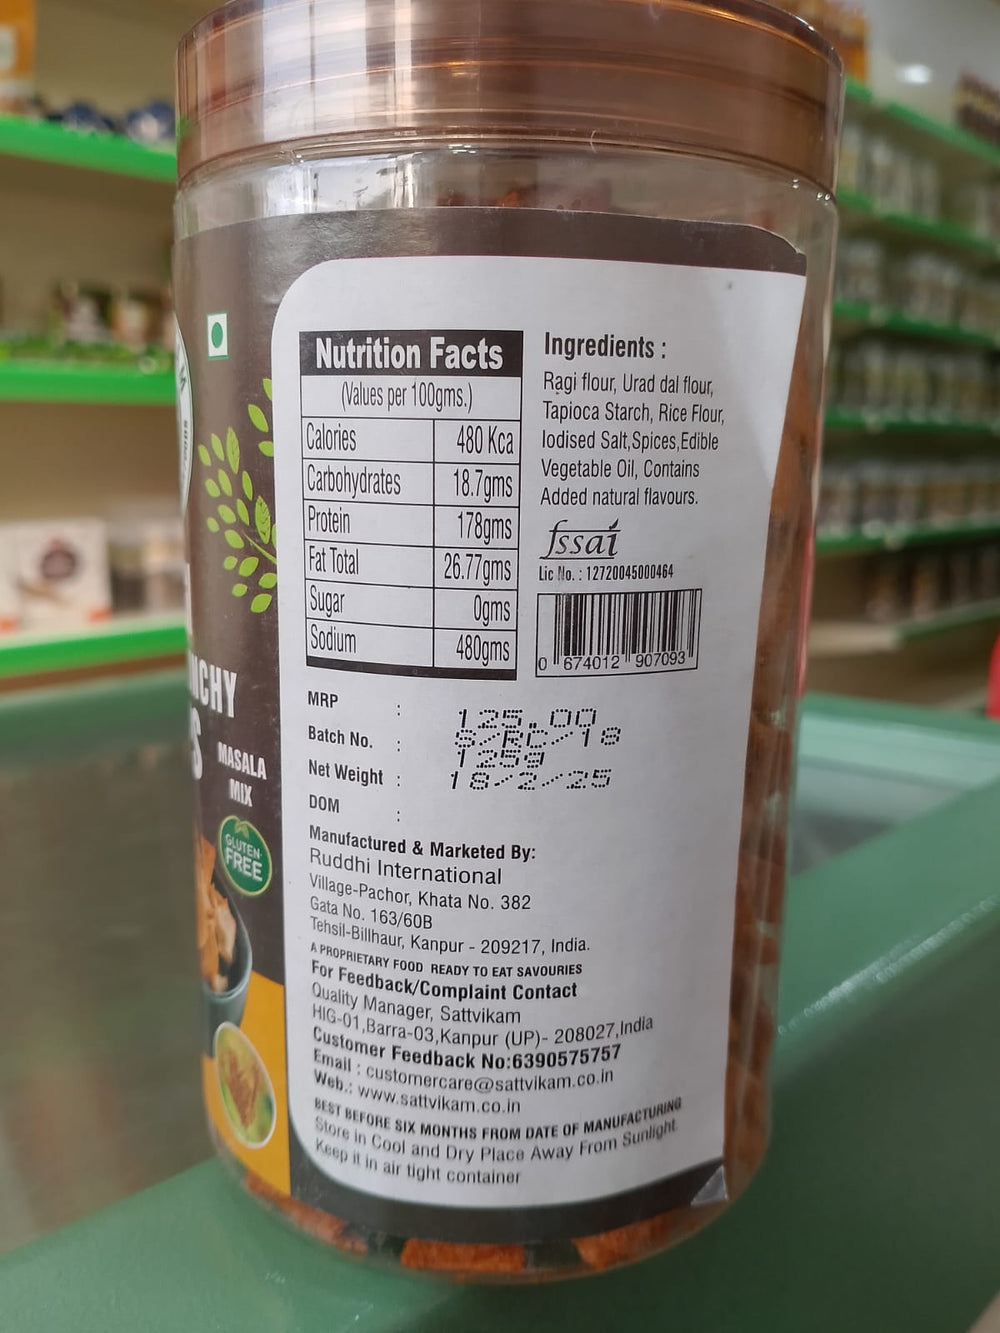 Nutrition Facts
(Values per 100gms.)
Calories 480 Kca
Carbohydrates 18.7gms
Protein 178gms
Fat Total 26.77gms
Sugar 0gms
Sodium 480gms
Ingredients :
Ragi flour, Urad dal flour,
Tapioca Starch, Rice Flour,
Iodised Salt,Spices,Edible
Vegetable Oil, Contains
Added natural flavours.
fssai
Lic No. : 12720045000464
0 674012 907093
MRP : 125.00
Batch No. : S/RC/18
Net Weight : 125g
DOM : 18/2/25
Manufactured & Marketed By:
Ruddhi International
Village-Pachor, Khata No. 382
Gata No. 163/60B
Tehsil-Billhaur, Kanpur - 209217, India.
A PROPRIETARY FOOD READY TO EAT SAVOURIES
For Feedback/Complaint Contact
Quality Manager, Sattvikam
HIG-01,Barra-03,Kanpur (UP)- 208027,India
Customer Feedback No:6390575757
Email : customercare@sattvikam.co.in
Web.: www.sattvikam.co.in
BEST BEFORE SIX MONTHS FROM DATE OF MANUFACTURING
Store in Cool and Dry Place Away From Sunlight
Keep it in air tight container
NCHY
S
MASALA
MIX
GLUTEN-
FREE